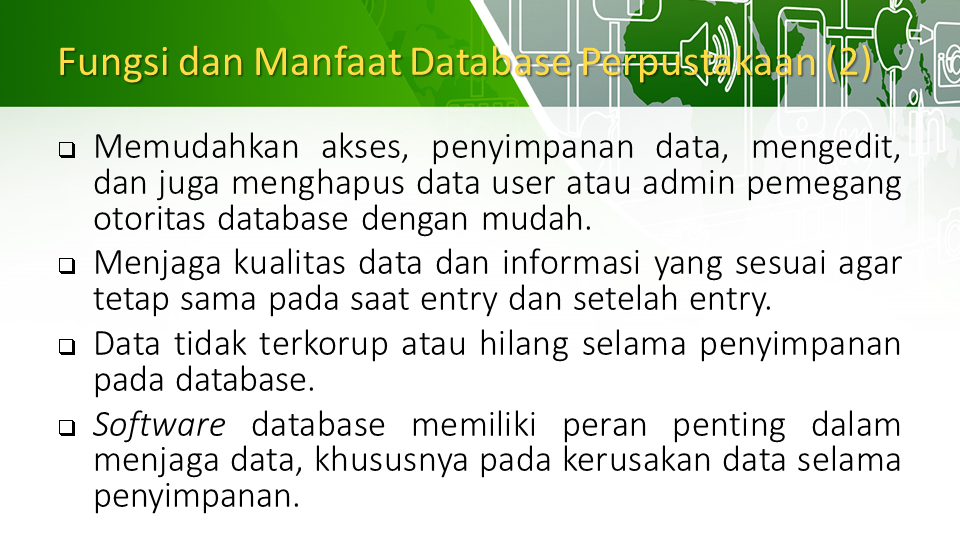 Fungsi dan Manfaat Database Perpustakaan (2)
Memudahkan akses, penyimpanan data, mengedit,
dan juga menghapus data user atau admin pemegang
otoritas database dengan mudah.
Menjaga kualitas data dan informasi yang sesuai agar
tetap sama pada saat entry dan setelah entry.
Data tidak terkorup atau hilang selama penyimpanan
pada database.
Software database memiliki peran penting dalam
menjaga data, khususnya pada kerusakan data selama
penyimpanan.